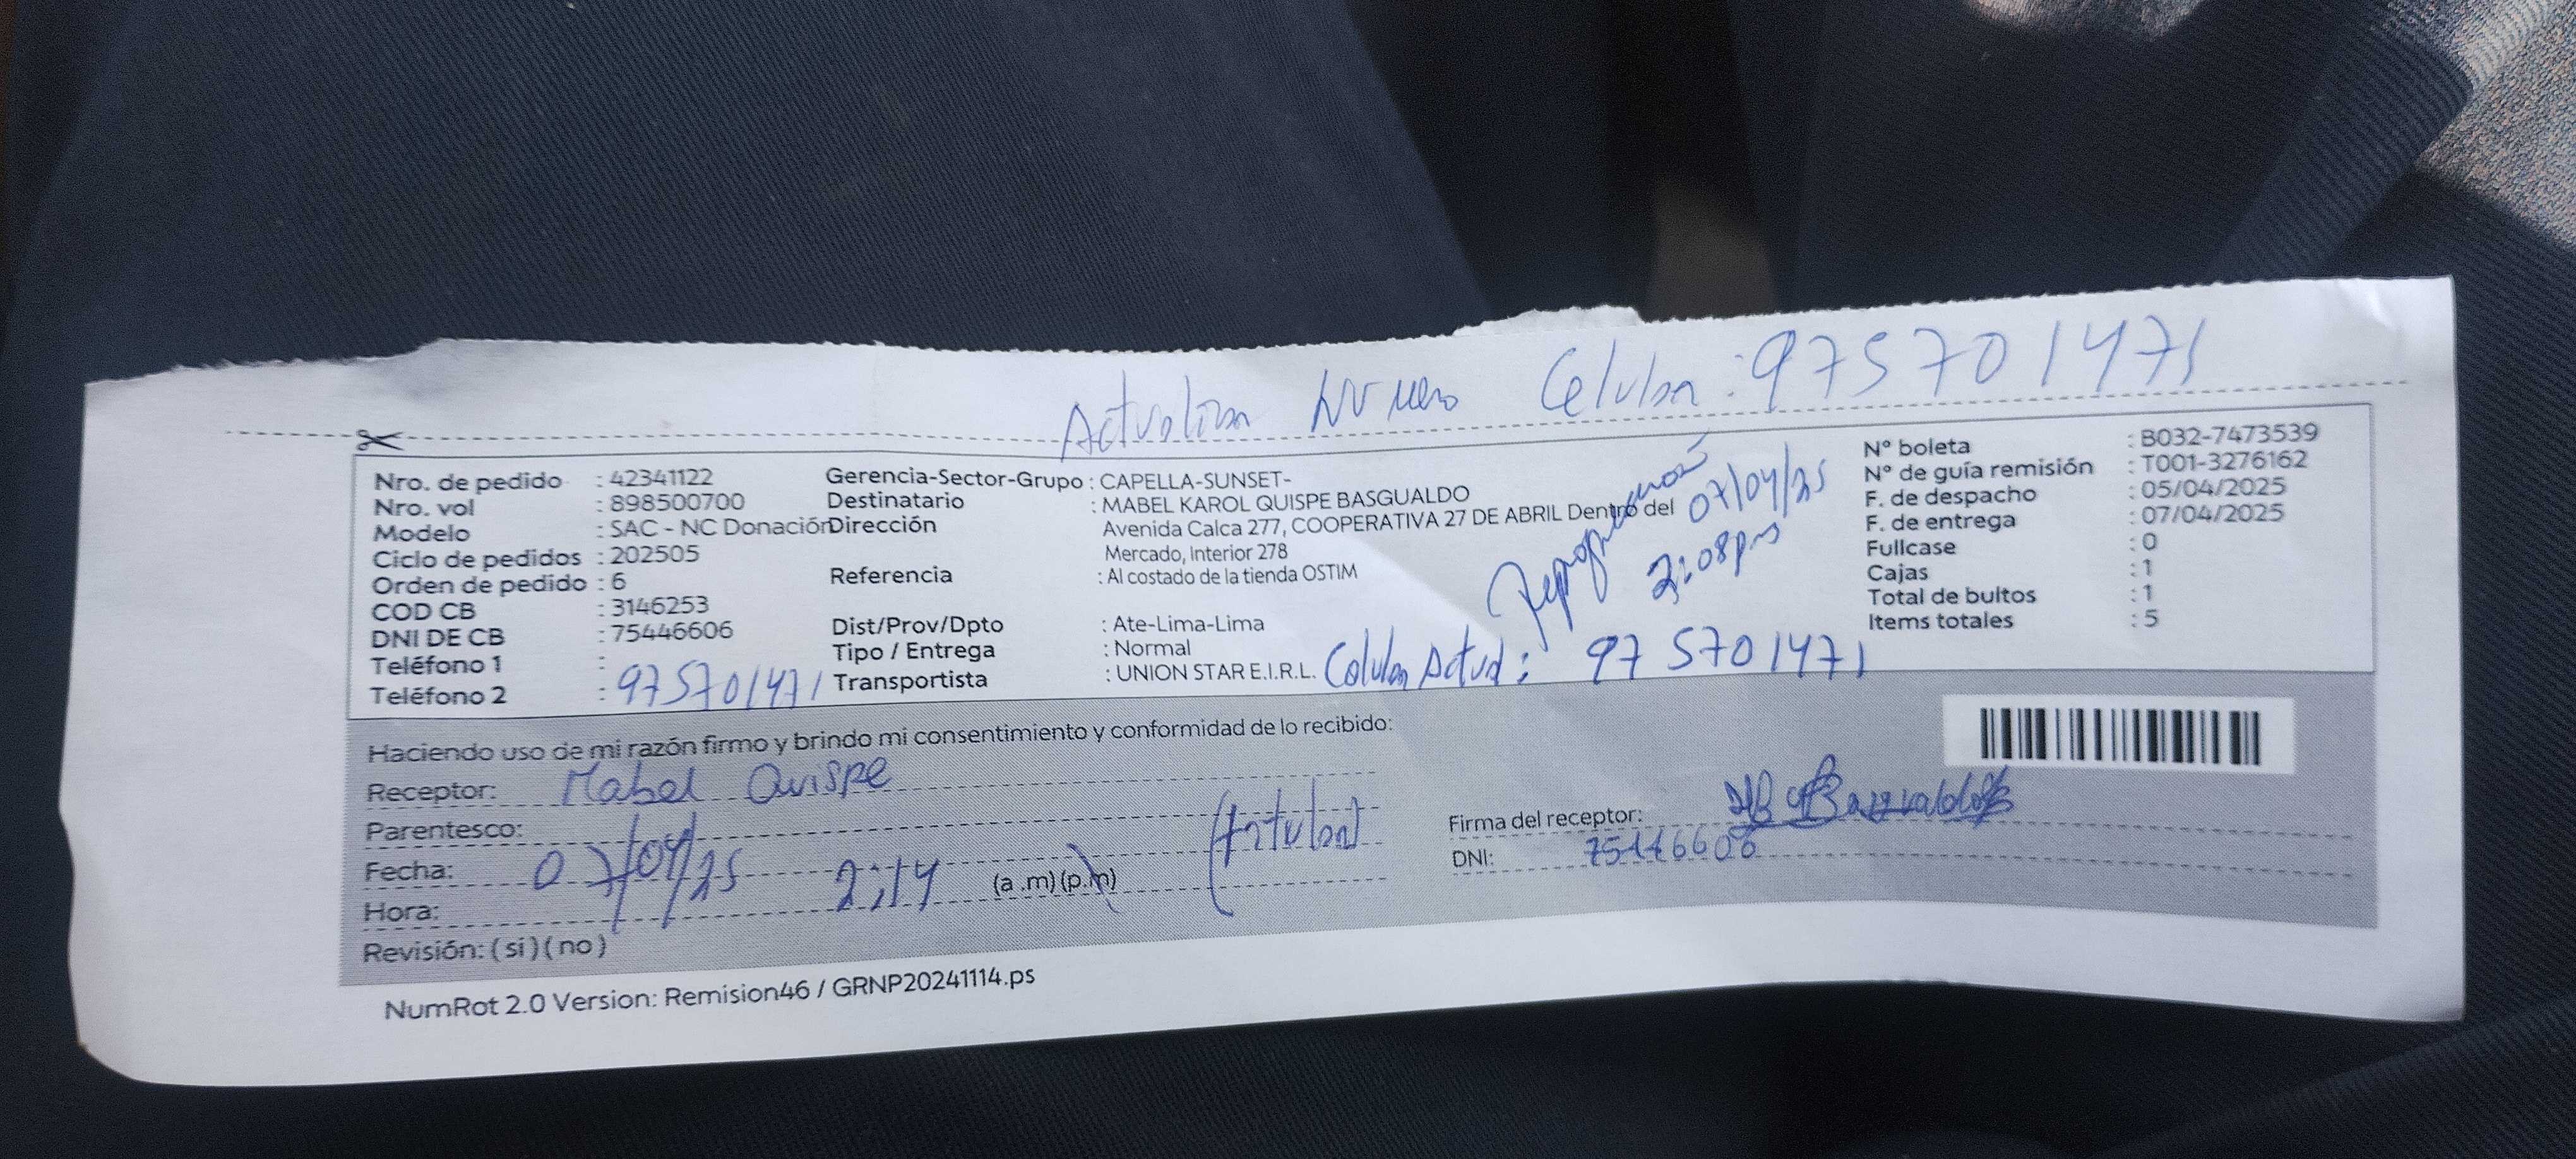 Actualizar Numero Celular: 975701471
Nro. de pedido : 42341122
Nro. vol : 898500700
Modelo : SAC - NC Donación
Ciclo de pedidos : 202505
Orden de pedido : 6
COD CB : 3146253
DNI DE CB : 75446606
Teléfono 1 :
Teléfono 2 : 975701471
Gerencia-Sector-Grupo : CAPELLA-SUNSET-
Destinatario : MABEL KAROL QUISPE BASGUALDO
Dirección Avenida Calca 277, COOPERATIVA 27 DE ABRIL Dentro del
Mercado, Interior 278
Referencia : Al costado de la tienda OSTIM
Dist/Prov/Dpto : Ate-Lima-Lima
Tipo / Entrega : Normal
Transportista : UNION STAR E.I.R.L.
07/04/25
2:08pm
Celular Actual: 975701471
N° boleta : B032-7473539
N° de guía remisión : T001-3276162
F. de despacho : 05/04/2025
F. de entrega : 07/04/2025
Fullcase : 0
Cajas : 1
Total de bultos : 1
Items totales : 5
Haciendo uso de mi razón firmo y brindo mi consentimiento y conformidad de lo recibido:
Receptor: Mabel Quispe
Parentesco: (titular)
Fecha: 07/04/25
Hora: 2:14 (a .m) (p.m)
Revisión: ( si ) ( no )
Firma del receptor: Basgualdo
DNI: 75446606
NumRot 2.0 Version: Remision46 / GRNP20241114.ps